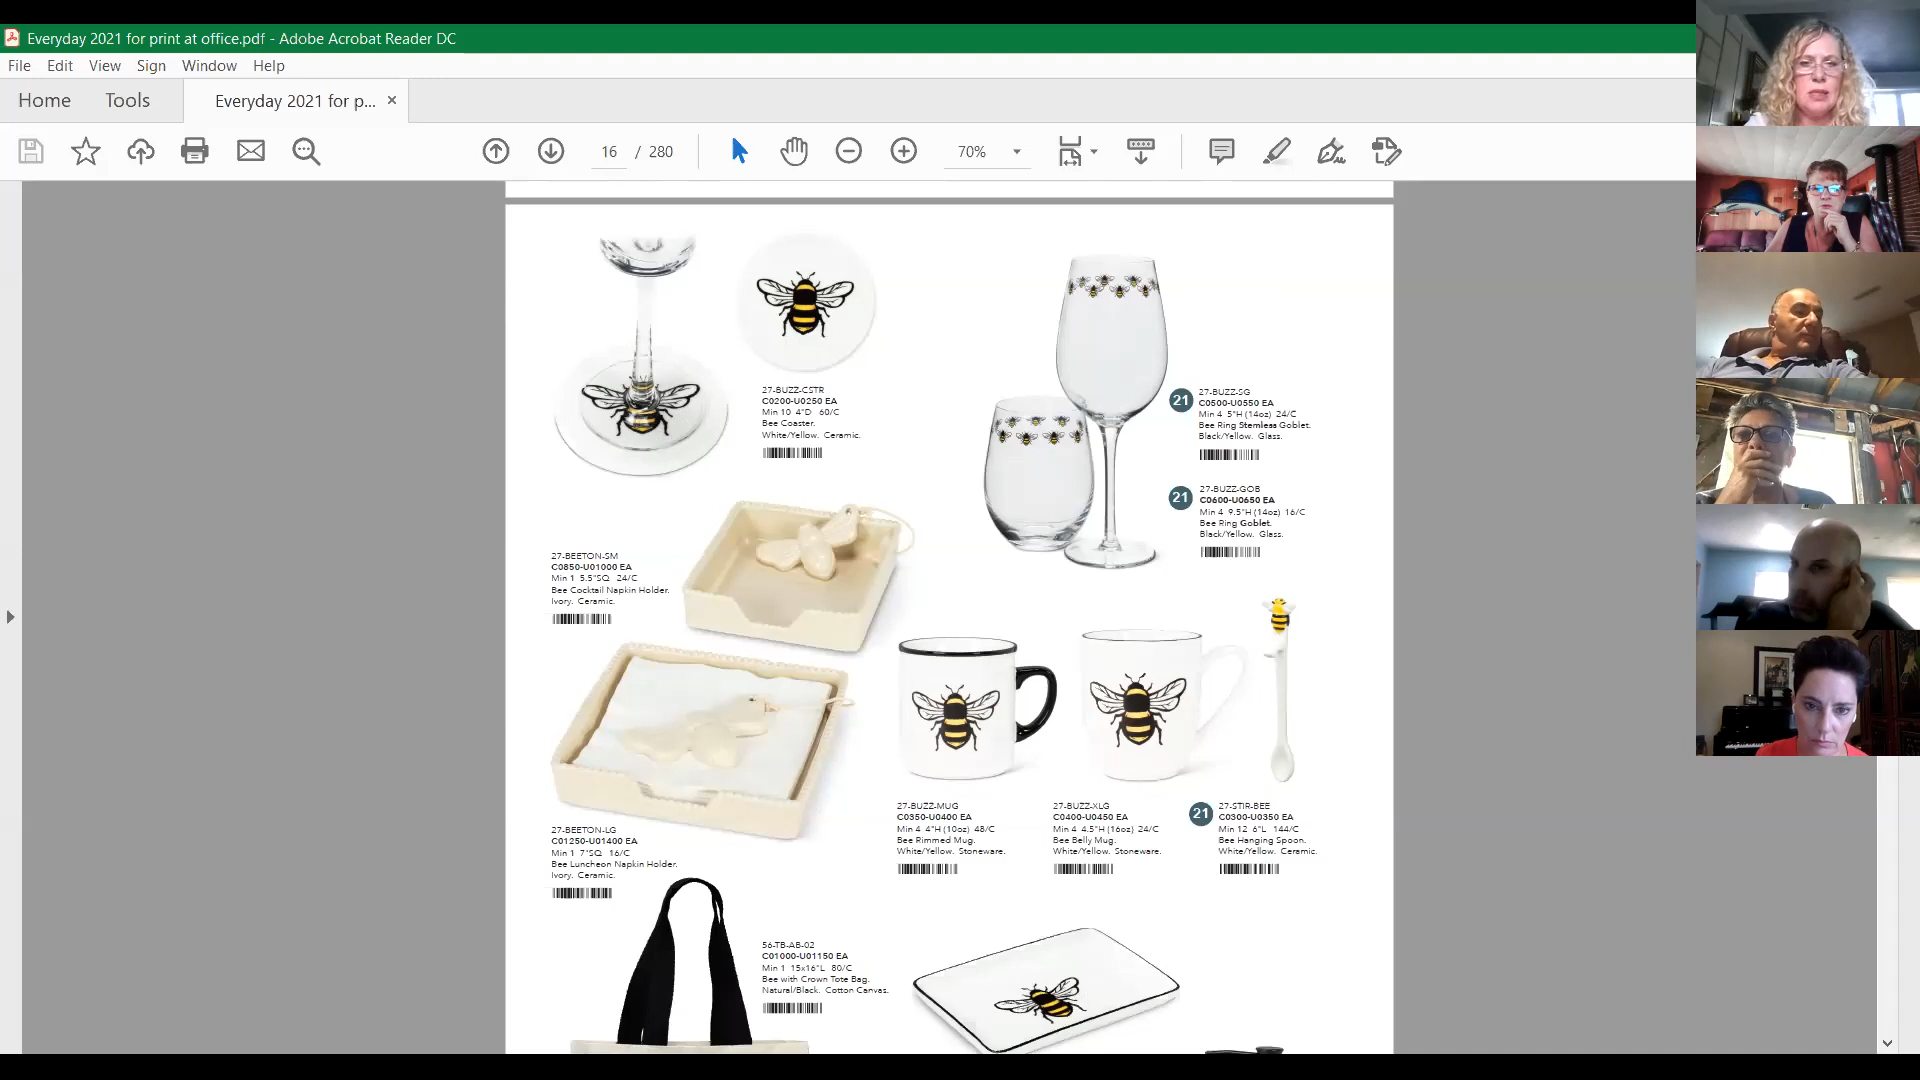 Everyday 2021 for print at office.pdf - Adobe Acrobat Reader DC
File Edit View Sign Window Help
Home Tools Everyday 2021 for p... ×
16 / 280 70%
27-BUZZ-CSTR
C0200-U0250 EA
Min 10 4"D 60/C
Bee Coaster.
White/Yellow. Ceramic.
21
27-BUZZ-SG
C0500-U0550 EA
Min 4 5"H (14oz) 24/C
Bee Ring Stemless Goblet.
Black/Yellow. Glass.
21
27-BUZZ-GOB
C0600-U0650 EA
Min 4 9.5"H (14oz) 16/C
Bee Ring Goblet.
Black/Yellow. Glass.
27-BEETON-SM
C0850-U01000 EA
Min 1 5.5"SQ 24/C
Bee Cocktail Napkin Holder.
Ivory. Ceramic.
27-BEETON-LG
C01250-U01400 EA
Min 1 7"SQ 16/C
Bee Luncheon Napkin Holder.
Ivory. Ceramic.
27-BUZZ-MUG
C0350-U0400 EA
Min 4 4"H (10oz) 48/C
Bee Rimmed Mug.
White/Yellow. Stoneware.
27-BUZZ-XLG
C0400-U0450 EA
Min 4 4.5"H (16oz) 24/C
Bee Belly Mug.
White/Yellow. Stoneware.
21
27-STIR-BEE
C0300-U0350 EA
Min 12 6"L 144/C
Bee Hanging Spoon.
White/Yellow. Ceramic.
56-TB-AB-02
C01000-U01150 EA
Min 1 15x16"L 80/C
Bee with Crown Tote Bag.
Natural/Black. Cotton Canvas.